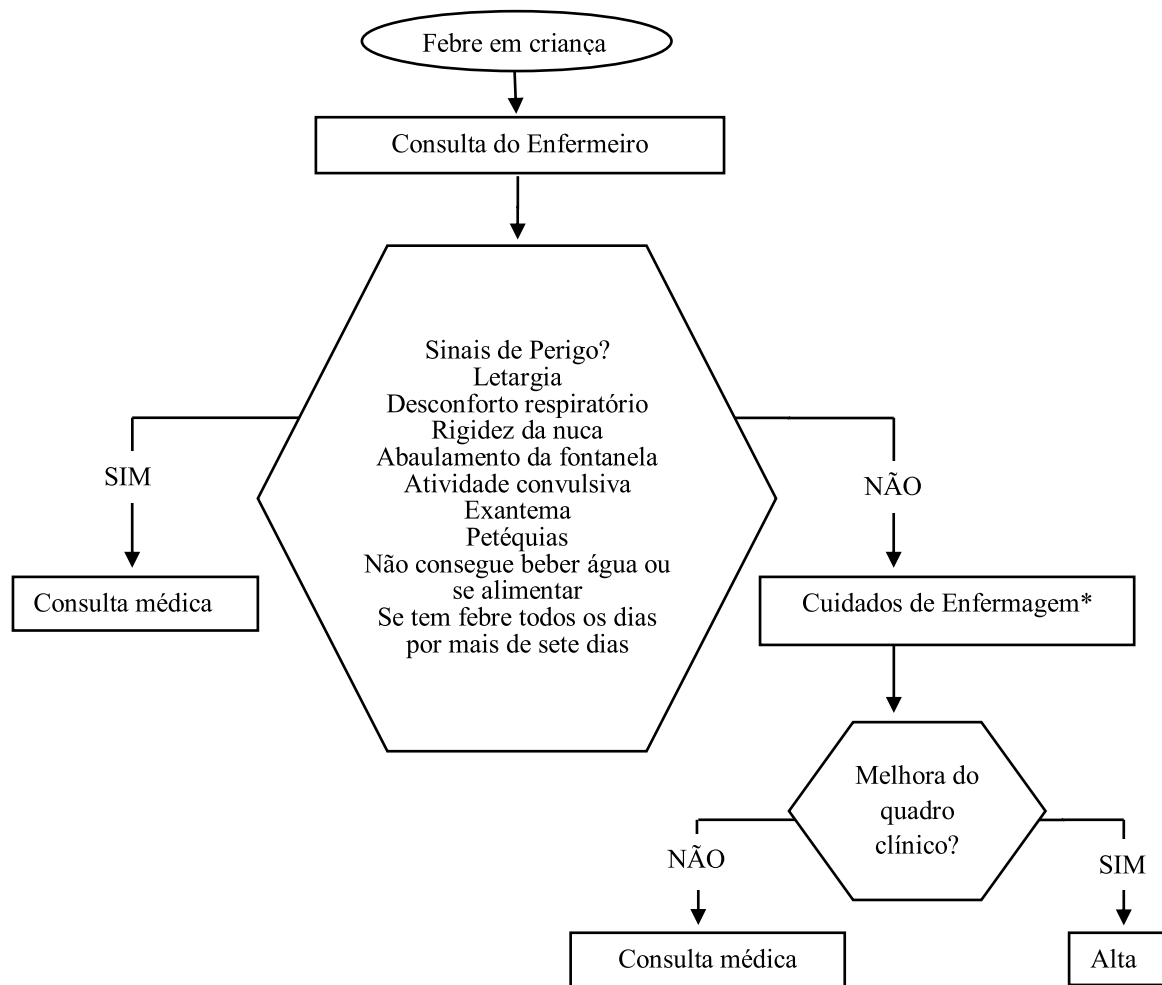 Febre em criança
Consulta do Enfermeiro
Sinais de Perigo?
Letargia
Desconforto respiratório
Rigidez da nuca
Abaulamento da fontanela
Atividade convulsiva
Exantema
Petéquias
Não consegue beber água ou
se alimentar
Se tem febre todos os dias
por mais de sete dias
SIM
NÃO
Consulta médica
Cuidados de Enfermagem*
Melhora do
quadro
clínico?
NÃO
SIM
Consulta médica
Alta